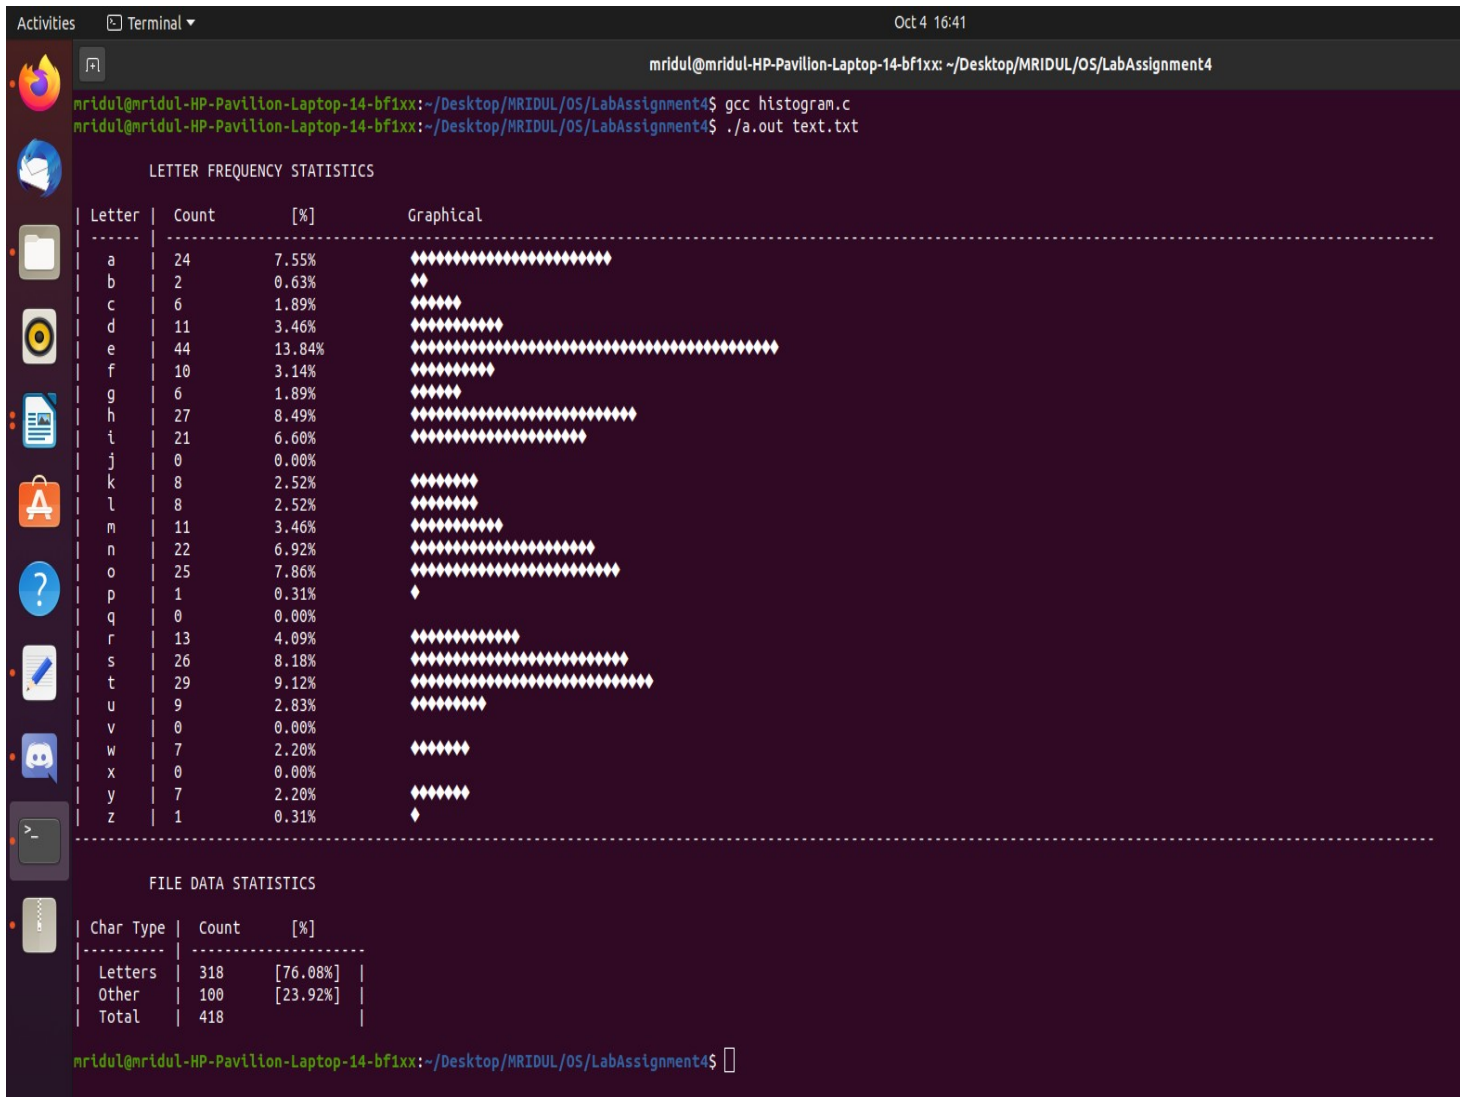 Activities Terminal Oct 4 16:41
mridul@mridul-HP-Pavilion-Laptop-14-bf1xx: ~/Desktop/MRIDUL/OS/LabAssignment4
mridul@mridul-HP-Pavilion-Laptop-14-bf1xx:~/Desktop/MRIDUL/OS/LabAssignment4$ gcc histogram.c
mridul@mridul-HP-Pavilion-Laptop-14-bf1xx:~/Desktop/MRIDUL/OS/LabAssignment4$ ./a.out text.txt
LETTER FREQUENCY STATISTICS
| Letter | Count [%] Graphical
| a | 24 7.55% ♦♦♦♦♦♦♦♦♦♦♦♦♦♦♦♦♦♦♦♦♦♦♦♦
| b | 2 0.63% ♦♦
| c | 6 1.89% ♦♦♦♦♦♦
| d | 11 3.46% ♦♦♦♦♦♦♦♦♦♦♦
| e | 44 13.84% ♦♦♦♦♦♦♦♦♦♦♦♦♦♦♦♦♦♦♦♦♦♦♦♦♦♦♦♦♦♦♦♦♦♦♦♦♦♦♦♦♦♦♦♦
| f | 10 3.14% ♦♦♦♦♦♦♦♦♦♦
| g | 6 1.89% ♦♦♦♦♦♦
| h | 27 8.49% ♦♦♦♦♦♦♦♦♦♦♦♦♦♦♦♦♦♦♦♦♦♦♦♦♦♦♦
| i | 21 6.60% ♦♦♦♦♦♦♦♦♦♦♦♦♦♦♦♦♦♦♦♦♦
| j | 0 0.00%
| k | 8 2.52% ♦♦♦♦♦♦♦♦
| l | 8 2.52% ♦♦♦♦♦♦♦♦
| m | 11 3.46% ♦♦♦♦♦♦♦♦♦♦♦
| n | 22 6.92% ♦♦♦♦♦♦♦♦♦♦♦♦♦♦♦♦♦♦♦♦♦♦
| o | 25 7.86% ♦♦♦♦♦♦♦♦♦♦♦♦♦♦♦♦♦♦♦♦♦♦♦♦♦
| p | 1 0.31% ♦
| q | 0 0.00%
| r | 13 4.09% ♦♦♦♦♦♦♦♦♦♦♦♦♦
| s | 26 8.18% ♦♦♦♦♦♦♦♦♦♦♦♦♦♦♦♦♦♦♦♦♦♦♦♦♦♦
| t | 29 9.12% ♦♦♦♦♦♦♦♦♦♦♦♦♦♦♦♦♦♦♦♦♦♦♦♦♦♦♦♦♦
| u | 9 2.83% ♦♦♦♦♦♦♦♦♦
| v | 0 0.00%
| w | 7 2.20% ♦♦♦♦♦♦♦
| x | 0 0.00%
| y | 7 2.20% ♦♦♦♦♦♦♦
| z | 1 0.31% ♦
FILE DATA STATISTICS
| Char Type | Count [%]
| Letters | 318 [76.08%] |
| Other | 100 [23.92%] |
| Total | 418 |
mridul@mridul-HP-Pavilion-Laptop-14-bf1xx:~/Desktop/MRIDUL/OS/LabAssignment4$